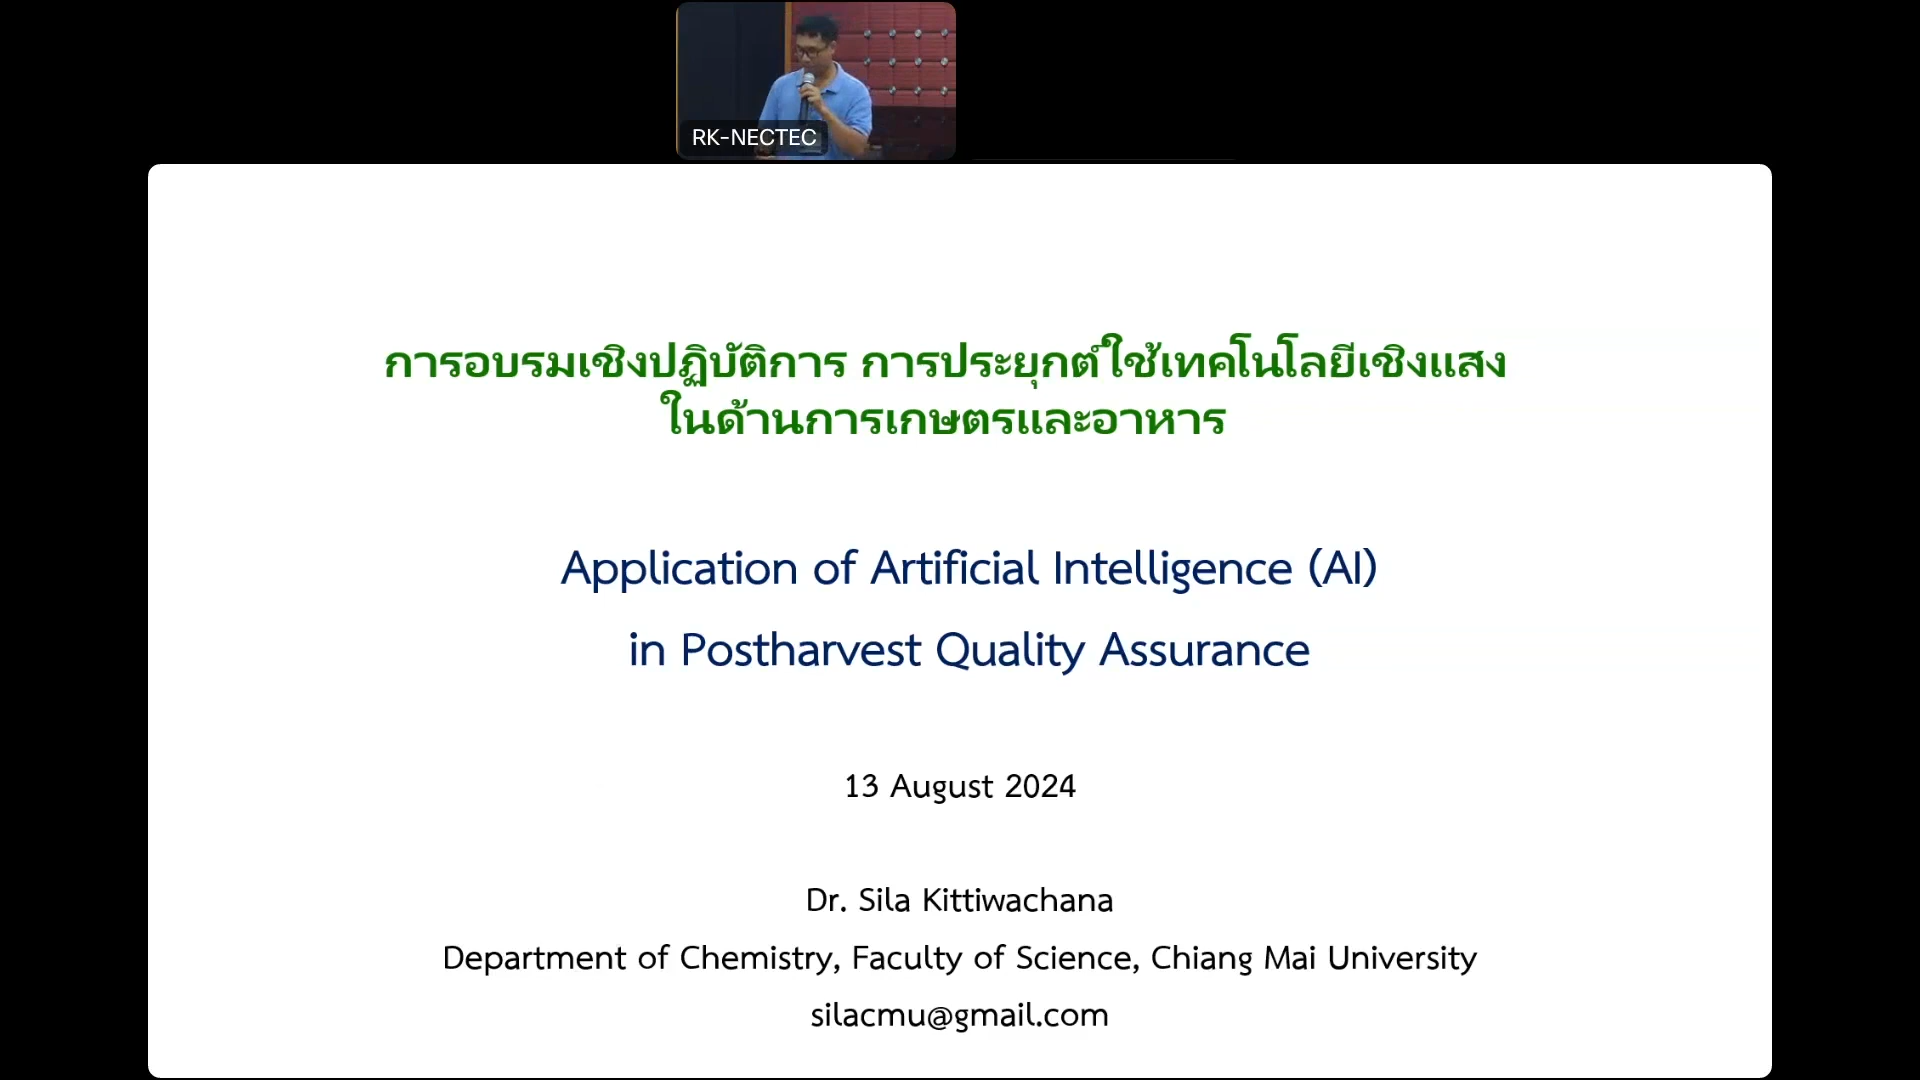 RK-NECTEC
การอบรมเชิงปฏิบัติการ การประยุกต์ใช้เทคโนโลยีเชิงแสง
ในด้านการเกษตรและอาหาร
Application of Artificial Intelligence (AI)
in Postharvest Quality Assurance
13 August 2024
Dr. Sila Kittiwachana
Department of Chemistry, Faculty of Science, Chiang Mai University
silacmu@gmail.com